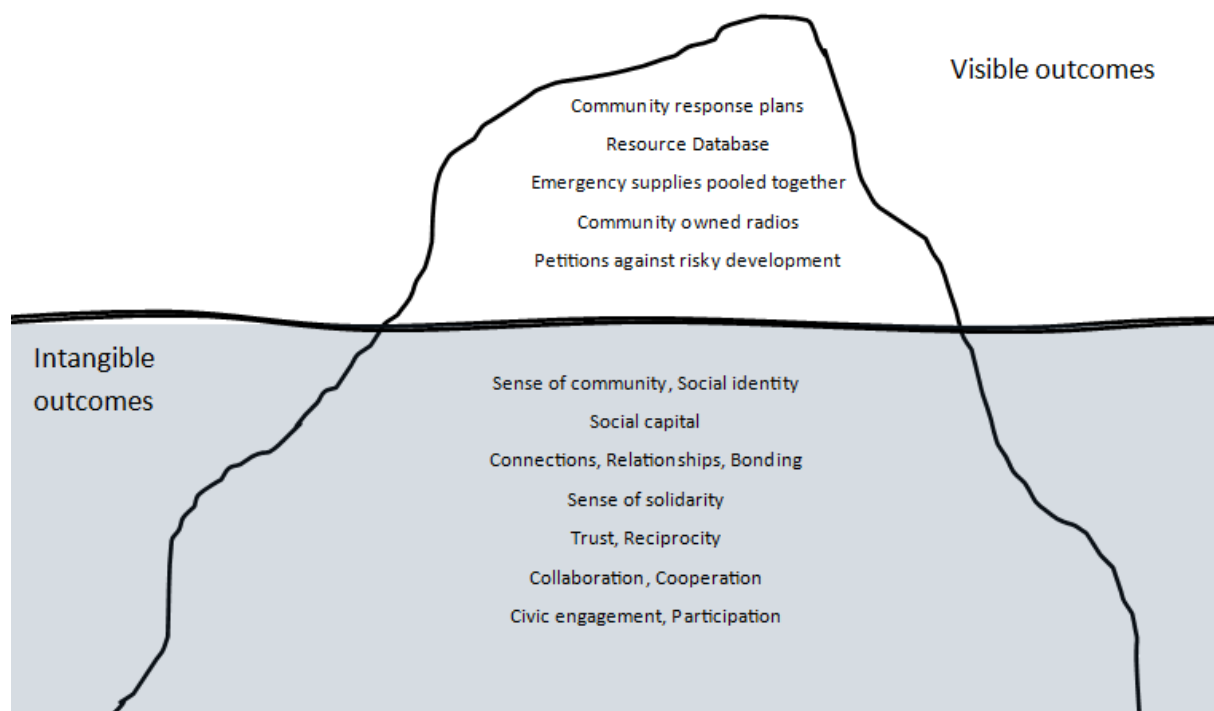 Visible outcomes
Community response plans
Resource Database
Emergency supplies pooled together
Community owned radios
Petitions against risky development
Intangible
outcomes
Sense of community, Social identity
Social capital
Connections, Relationships, Bonding
Sense of solidarity
Trust, Reciprocity
Collaboration, Cooperation
Civic engagement, Participation